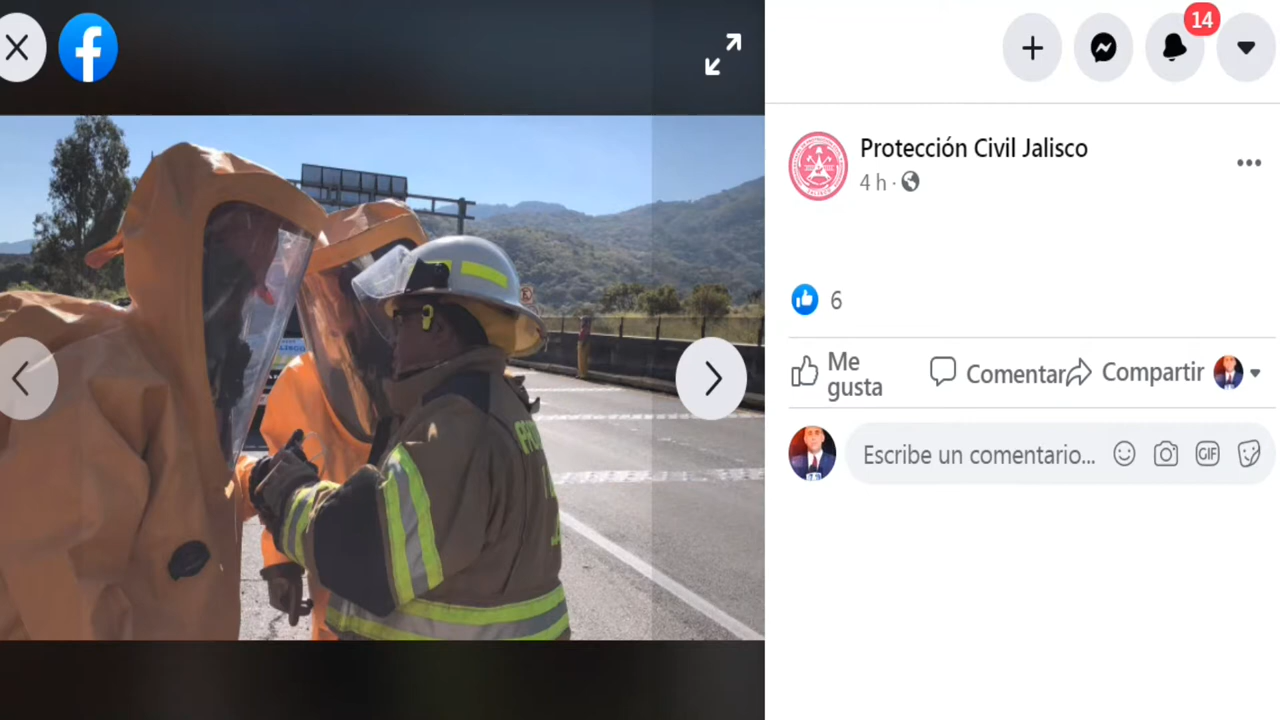 14
Protección Civil Jalisco
4 h ·
6
Me gusta
Comentar
Compartir
Escribe un comentario...
GIF